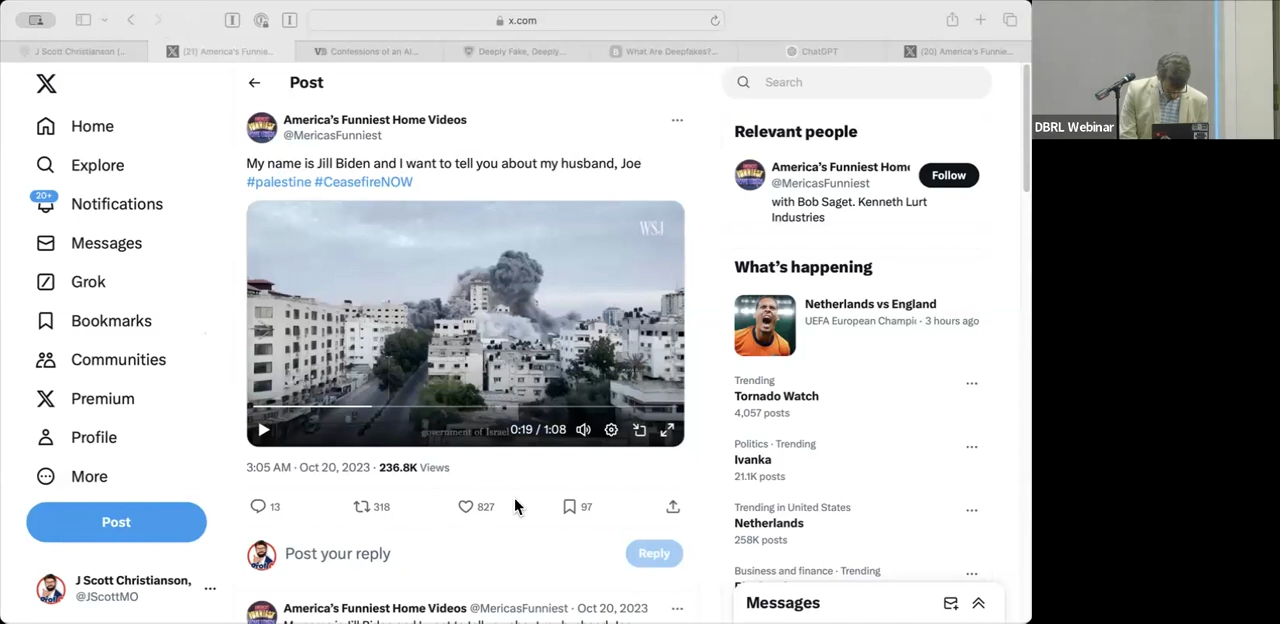 x.com
J Scott Christianson (...
(21) America's Funnie...
Confessions of an AI...
Deeply Fake, Deeply...
What Are Deepfakes?...
ChatGPT
(20) America's Funnie...
Home
Explore
20+
Notifications
Messages
Grok
Bookmarks
Communities
Premium
Profile
More
Post
J Scott Christianson,
@JScottMO
Post
America's Funniest Home Videos
@MericasFunniest
My name is Jill Biden and I want to tell you about my husband, Joe
#palestine #CeasefireNOW
WSJ
government of Israel
0:19 / 1:08
3:05 AM · Oct 20, 2023 · 236.8K Views
13
318
827
97
Post your reply
Reply
America's Funniest Home Videos @MericasFunniest · Oct 20, 2023
Search
Relevant people
America's Funniest Hom
@MericasFunniest
Follow
with Bob Saget. Kenneth Lurt
Industries
What's happening
Netherlands vs England
UEFA European Champi · 3 hours ago
Trending
Tornado Watch
4,057 posts
Politics · Trending
Ivanka
21.1K posts
Trending in United States
Netherlands
258K posts
Business and finance · Trending
Messages
DBRL Webinar